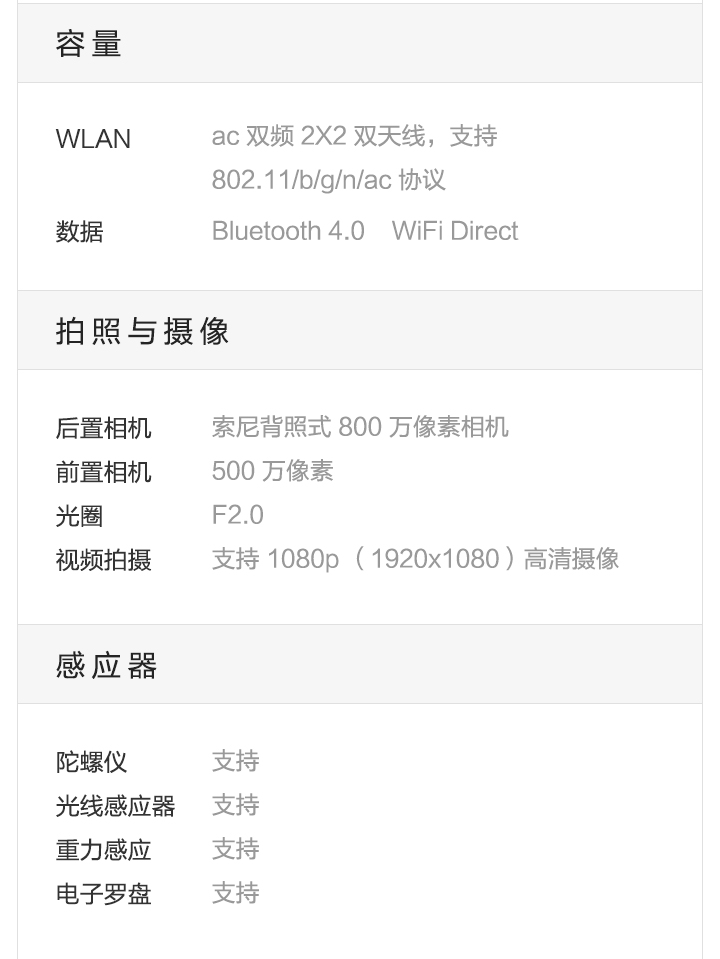 容量
WLAN ac 双频 2X2 双天线，支持
802.11/b/g/n/ac 协议
数据 Bluetooth 4.0 WiFi Direct
拍照与摄像
后置相机 索尼背照式 800 万像素相机
前置相机 500 万像素
光圈 F2.0
视频拍摄 支持 1080p（1920x1080）高清摄像
感应器
陀螺仪 支持
光线感应器 支持
重力感应 支持
电子罗盘 支持